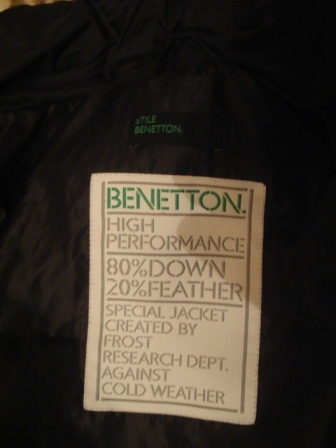 STILE
BENETTON.
BENETTON.
HIGH
PERFORMANCE
80%DOWN
20%FEATHER
SPECIAL JACKET
CREATED BY
FROST
RESEARCH DEPT.
AGAINST
COLD WEATHER